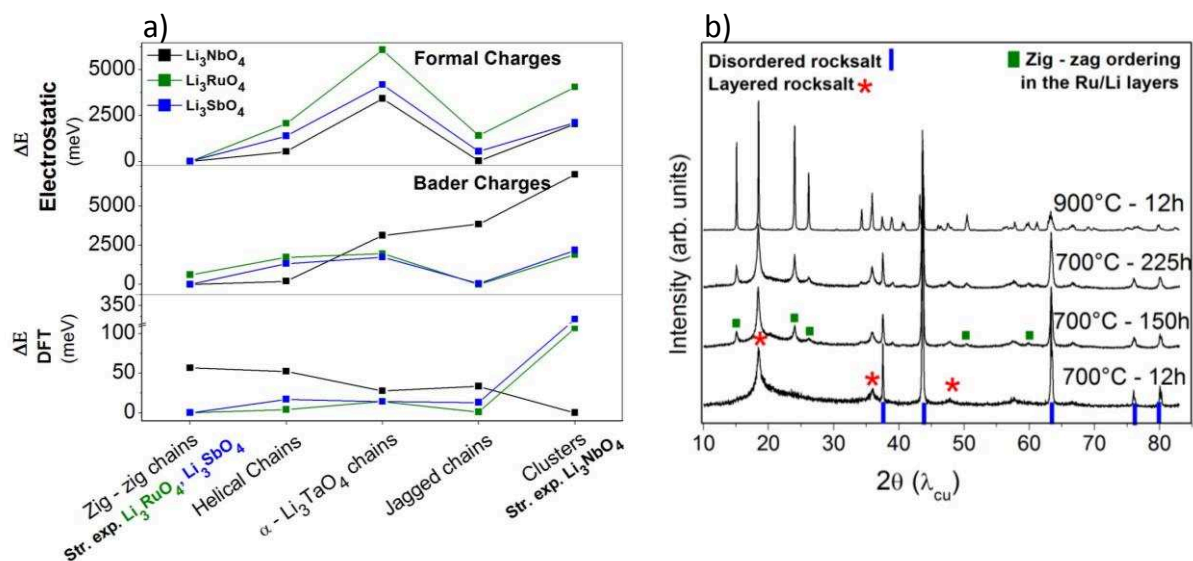 a)
Li3NbO4
Li3RuO4
Li3SbO4
Formal Charges
Bader Charges
ΔE
Electrostatic
(meV)
ΔE
DFT
(meV)
5000
2500
0
5000
2500
0
350
100
50
0
Zig - zig chains
Str. exp. Li3RuO4, Li3SbO4
Helical Chains
α - Li3TaO4 chains
Jagged chains
Clusters
Str. exp. Li3NbO4
b)
Disordered rocksalt
Layered rocksalt
Zig - zag ordering
in the Ru/Li layers
900°C - 12h
700°C - 225h
700°C - 150h
700°C - 12h
Intensity (arb. units)
10 20 30 40 50 60 70 80
2θ (λcu)